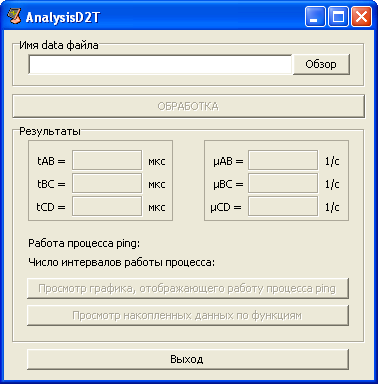 AnalysisD2T
Имя data файла
Обзор
ОБРАБОТКА
Результаты
tAB = мкс µAB = 1/c
tBC = мкс µBC = 1/c
tCD = мкс µCD = 1/c
Работа процесса ping:
Число интервалов работы процесса:
Просмотр графика, отображающего работу процесса ping
Просмотр накопленных данных по функциям
Выход